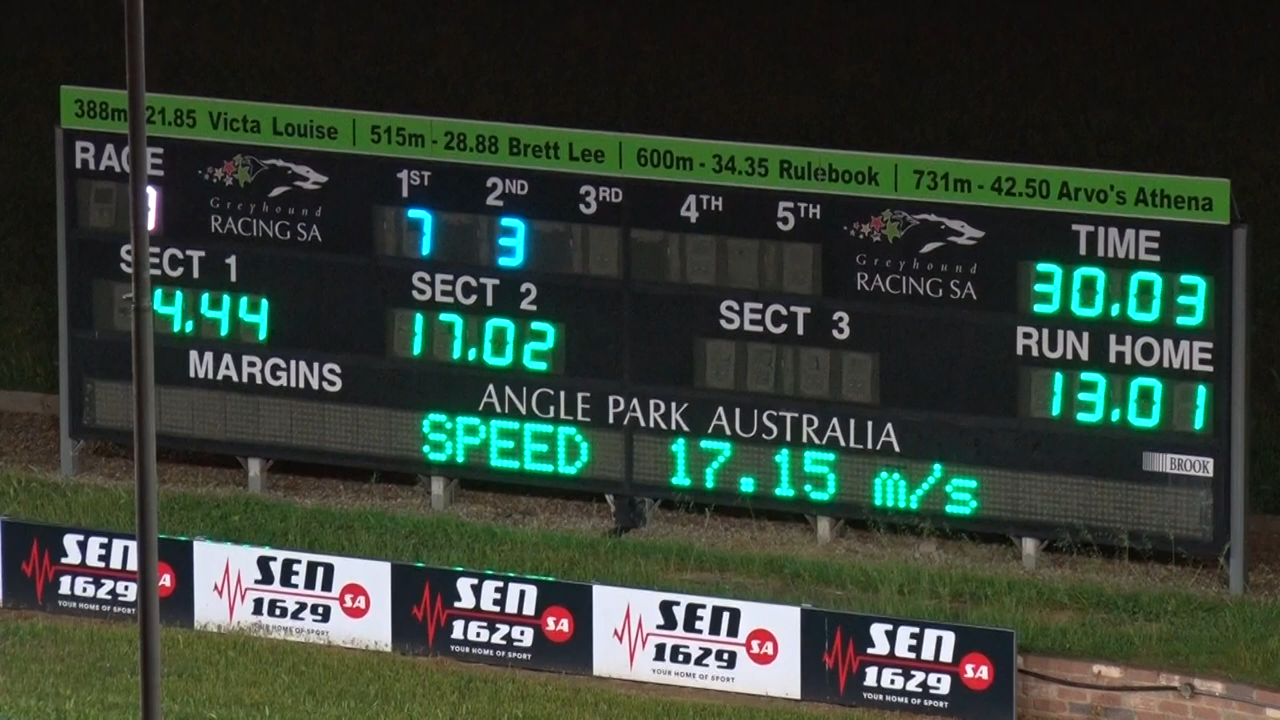 388m 21.85 Victa Louise | 515m - 28.88 Brett Lee | 600m - 34.35 Rulebook | 731m - 42.50 Arvo's Athena
RACE
Greyhound
RACING SA
1ST 2ND 3RD 4TH 5TH
7 3
Greyhound
RACING SA
TIME
30.03
SECT 1
4.44
SECT 2
17.02
SECT 3
RUN HOME
13.01
MARGINS
ANGLE PARK AUSTRALIA
SPEED 17.15 m/s
BROOK
SEN
1629 SA
YOUR HOME OF SPORT
SEN
1629 SA
YOUR HOME OF SPORT
SEN
1629 SA
YOUR HOME OF SPORT
SEN
1629 SA
YOUR HOME OF SPORT
SEN
1629 SA
YOUR HOME OF SPORT